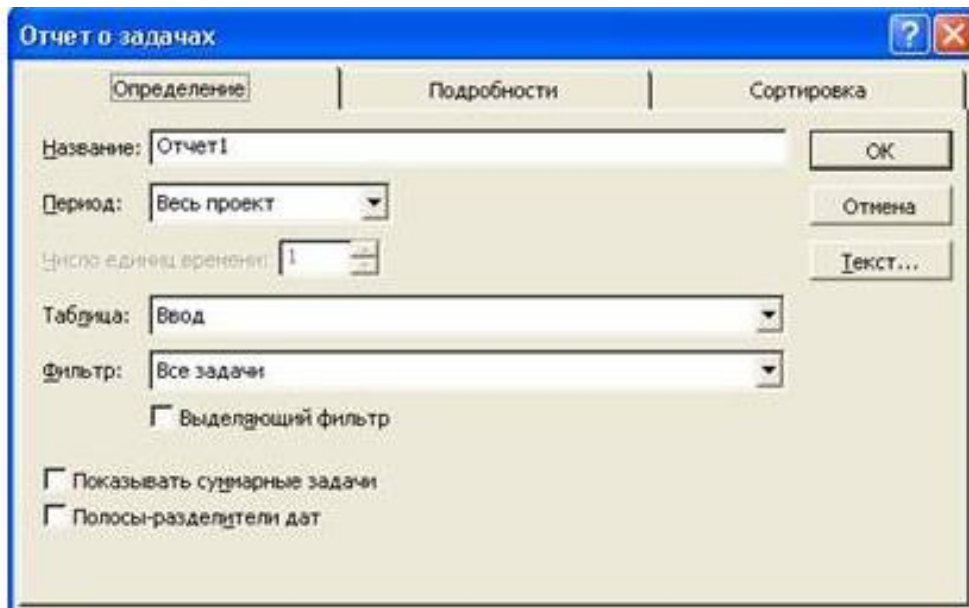 Отчет о задачах
Определение Подробности Сортировка
Название: Отчет1 ОК
Период: Весь проект Отмена
Число единиц времени: 1 Текст...
Таблица: Ввод
Фильтр: Все задачи
Выделяющий фильтр
Показывать суммарные задачи
Полосы-разделители дат